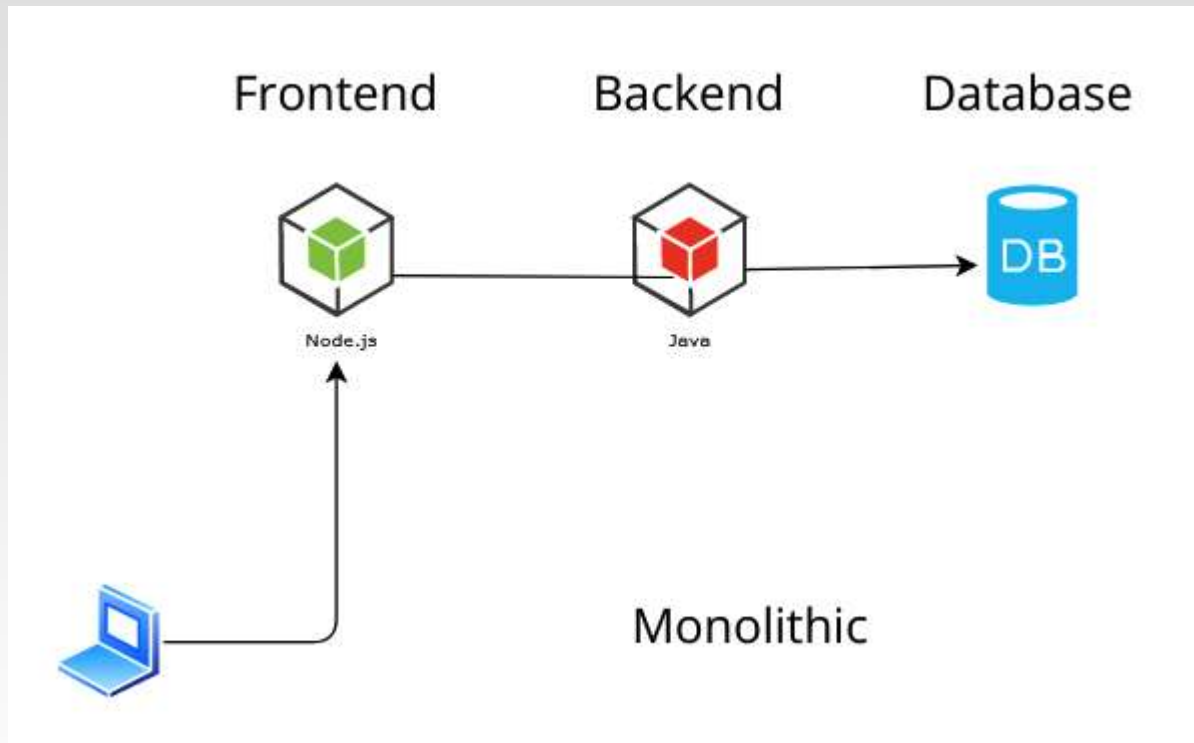 Frontend
Backend
Database
DB
Node.js
Java
Monolithic